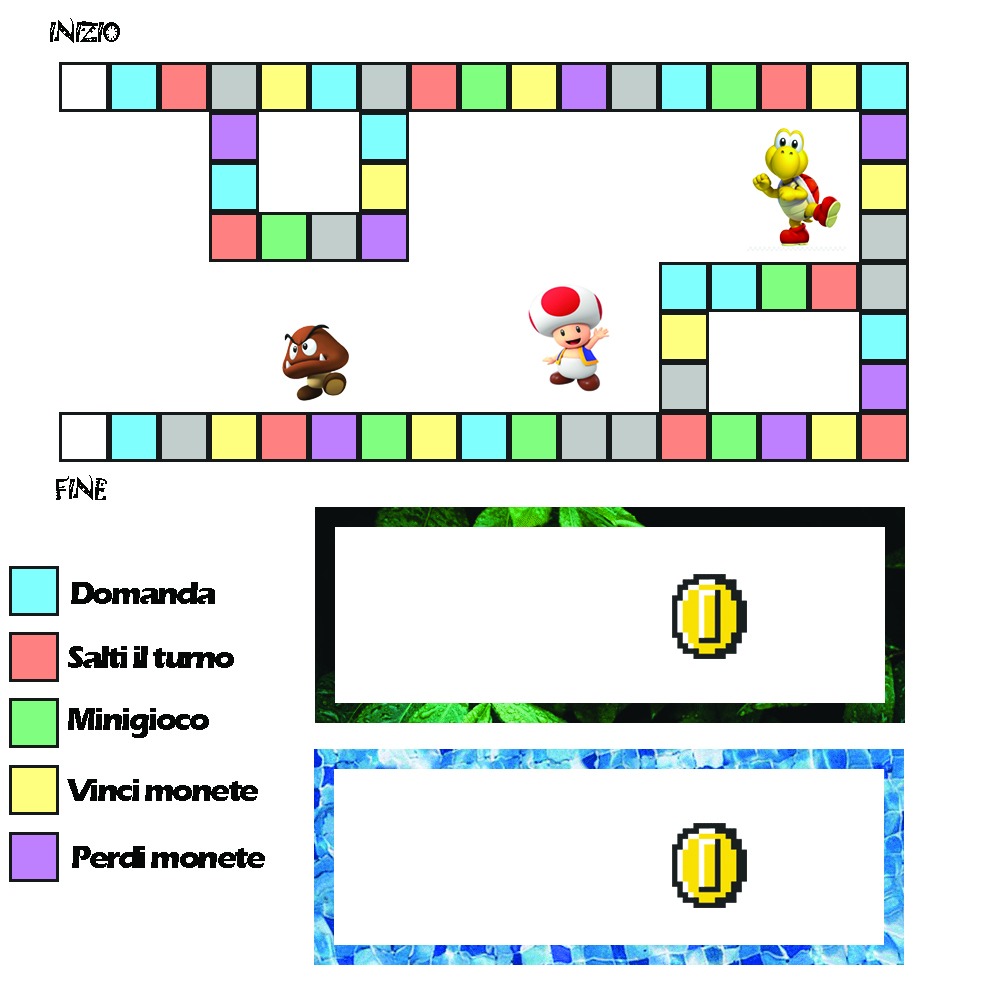 INIZIO
FINE
Domanda
Salti il turno
Minigioco
Vinci monete
Perdi monete